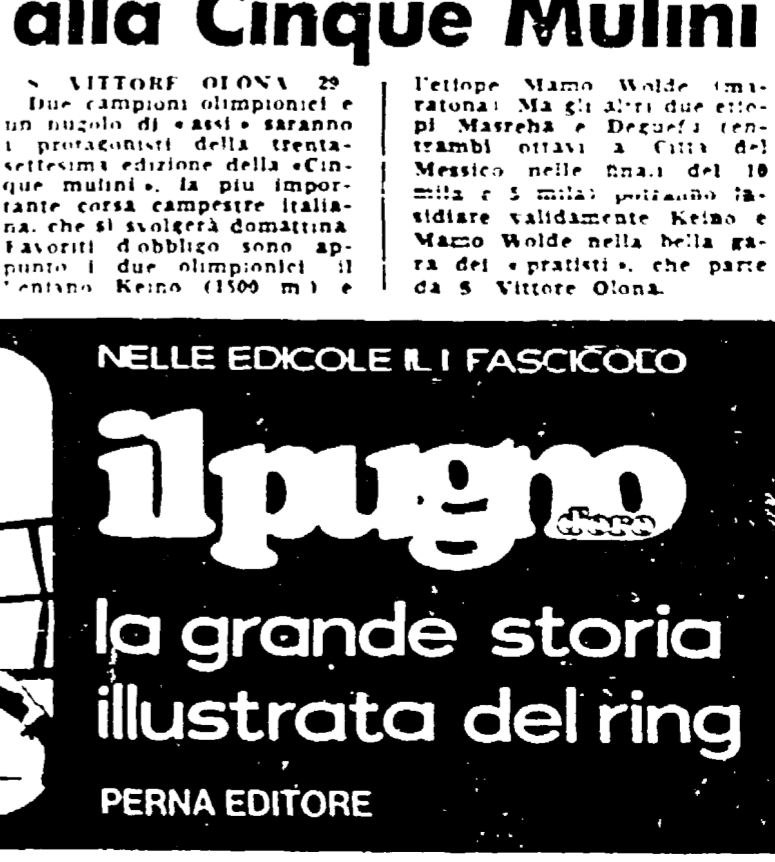 alla Cinque Mulini
S VITTORE OLONA 29
Due campioni olimpionici e
un nugolo di «assi» saranno
i protagonisti della trenta-
settesima edizione della «Cin-
que mulini». la più impor-
tante corsa campestre italia-
na, che si svolgerà domattina
Favoriti d'obbligo sono ap-
punto i due olimpionici il
Keino (1500 m) e
l'etiope Mamo Wolde (ma-
ratona) Ma gli altri due etio-
pi Masreha e Deguefa (en-
trambi ottavi a Città del
Messico nelle finali del 10
mila e 5 mila) potranno in-
sidiare validamente Keino e
Mamo Wolde nella bella ga-
ra dei «pratisti», che parte
da S Vittore Olona.
NELLE EDICOLE IL I FASCICOLO
il pugno
d'oro
la grande storia
illustrata del ring
PERNA EDITORE